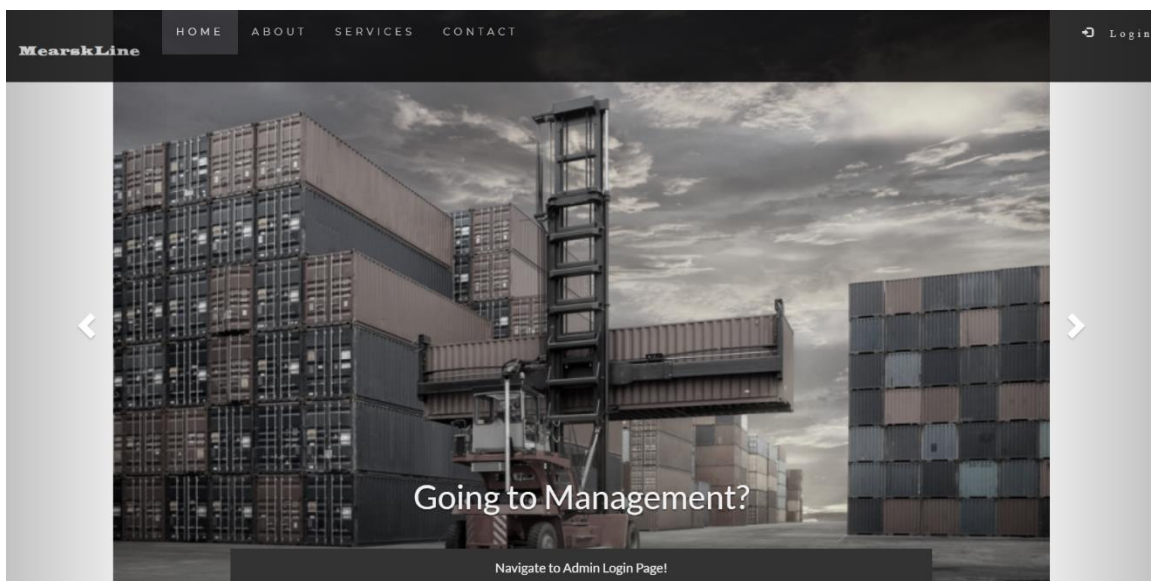 MearskLine
HOME ABOUT SERVICES CONTACT
Login
Going to Management?
Navigate to Admin Login Page!